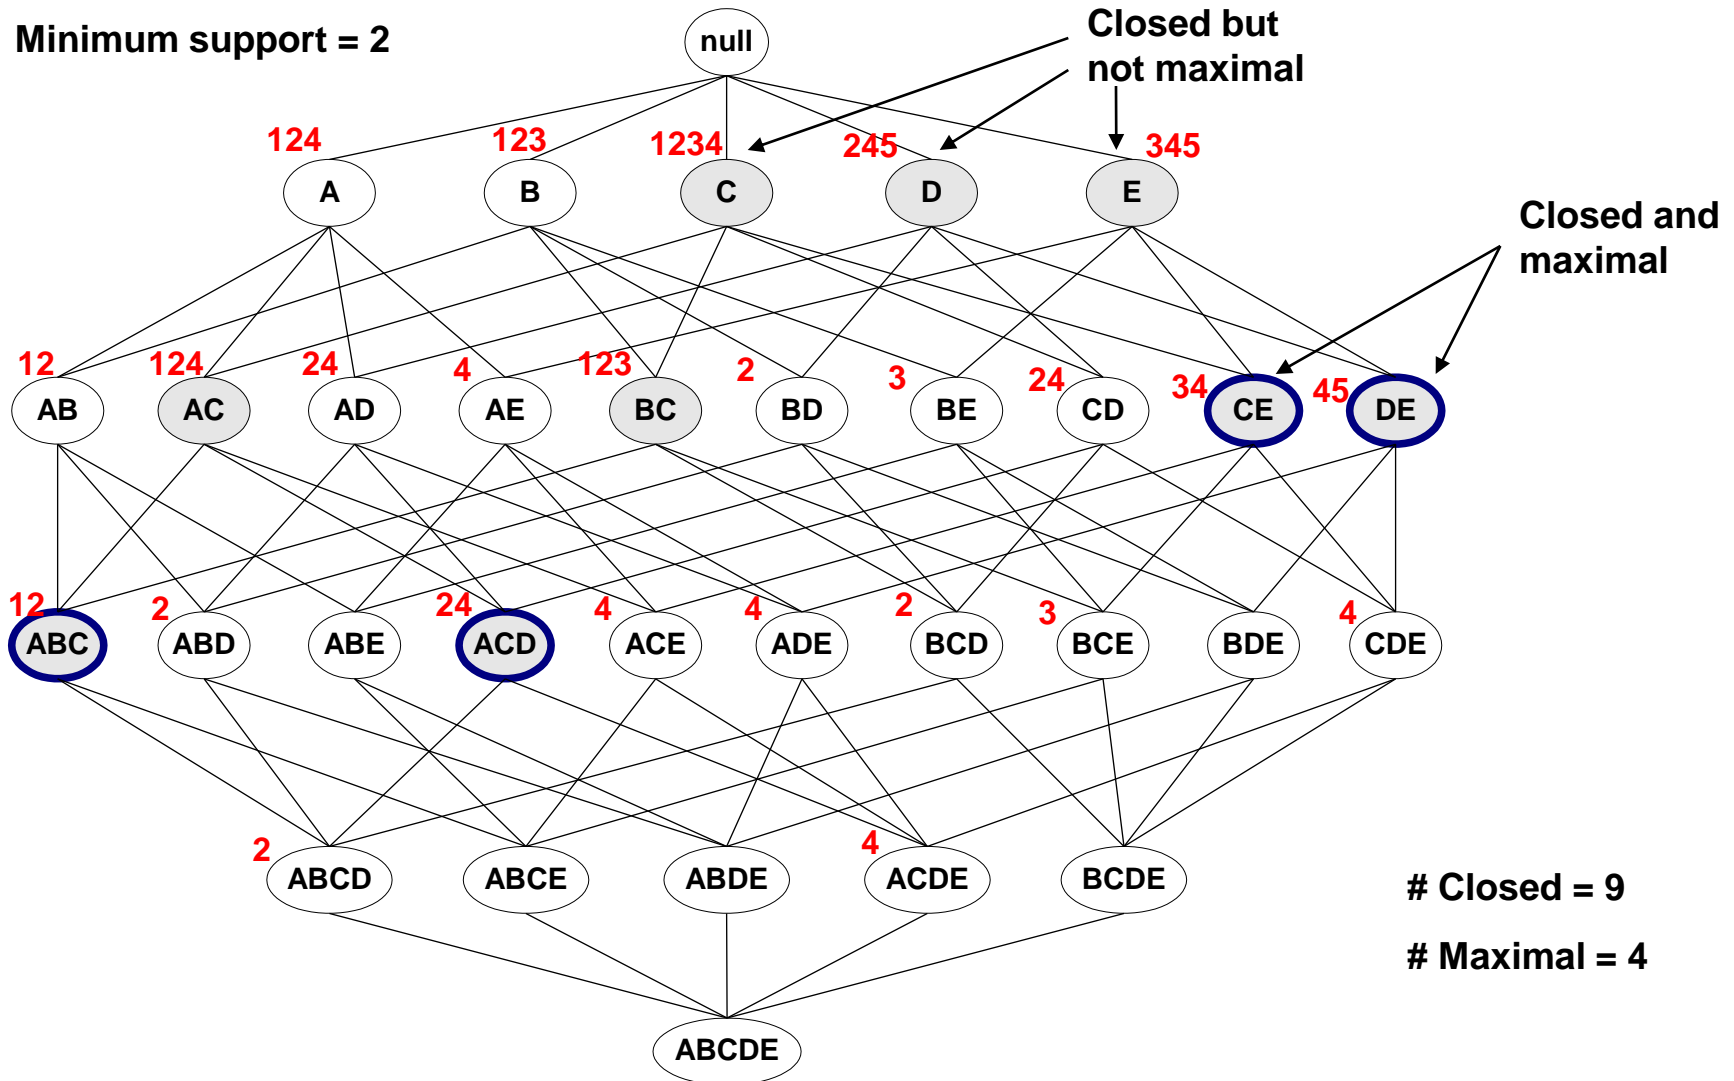 Minimum support = 2
null
Closed but
not maximal
124
123
1234
245
345
A
B
C
D
E
Closed and
maximal
12
124
24
4
123
2
3
24
34
45
AB
AC
AD
AE
BC
BD
BE
CD
CE
DE
12
2
24
4
4
2
3
4
ABC
ABD
ABE
ACD
ACE
ADE
BCD
BCE
BDE
CDE
2
4
ABCD
ABCE
ABDE
ACDE
BCDE
# Closed = 9
# Maximal = 4
ABCDE